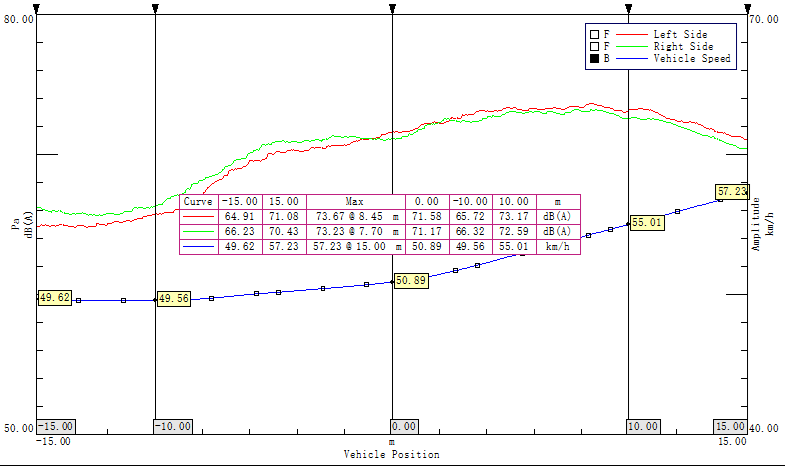 80.00
70.00
F Left Side
F Right Side
B Vehicle Speed
Curve -15.00 15.00 Max 0.00 -10.00 10.00 m
64.91 71.08 73.67 @ 8.45 m 71.58 65.72 73.17 dB(A)
66.23 70.43 73.23 @ 7.70 m 71.17 66.32 72.59 dB(A)
49.62 57.23 57.23 @ 15.00 m 50.89 49.56 55.01 km/h
57.23
55.01
50.89
49.62
49.56
Pa
dB(A)
Amplitude
km/h
-15.00 -10.00 0.00 10.00 15.00
50.00
40.00
-15.00 m 15.00
Vehicle Position